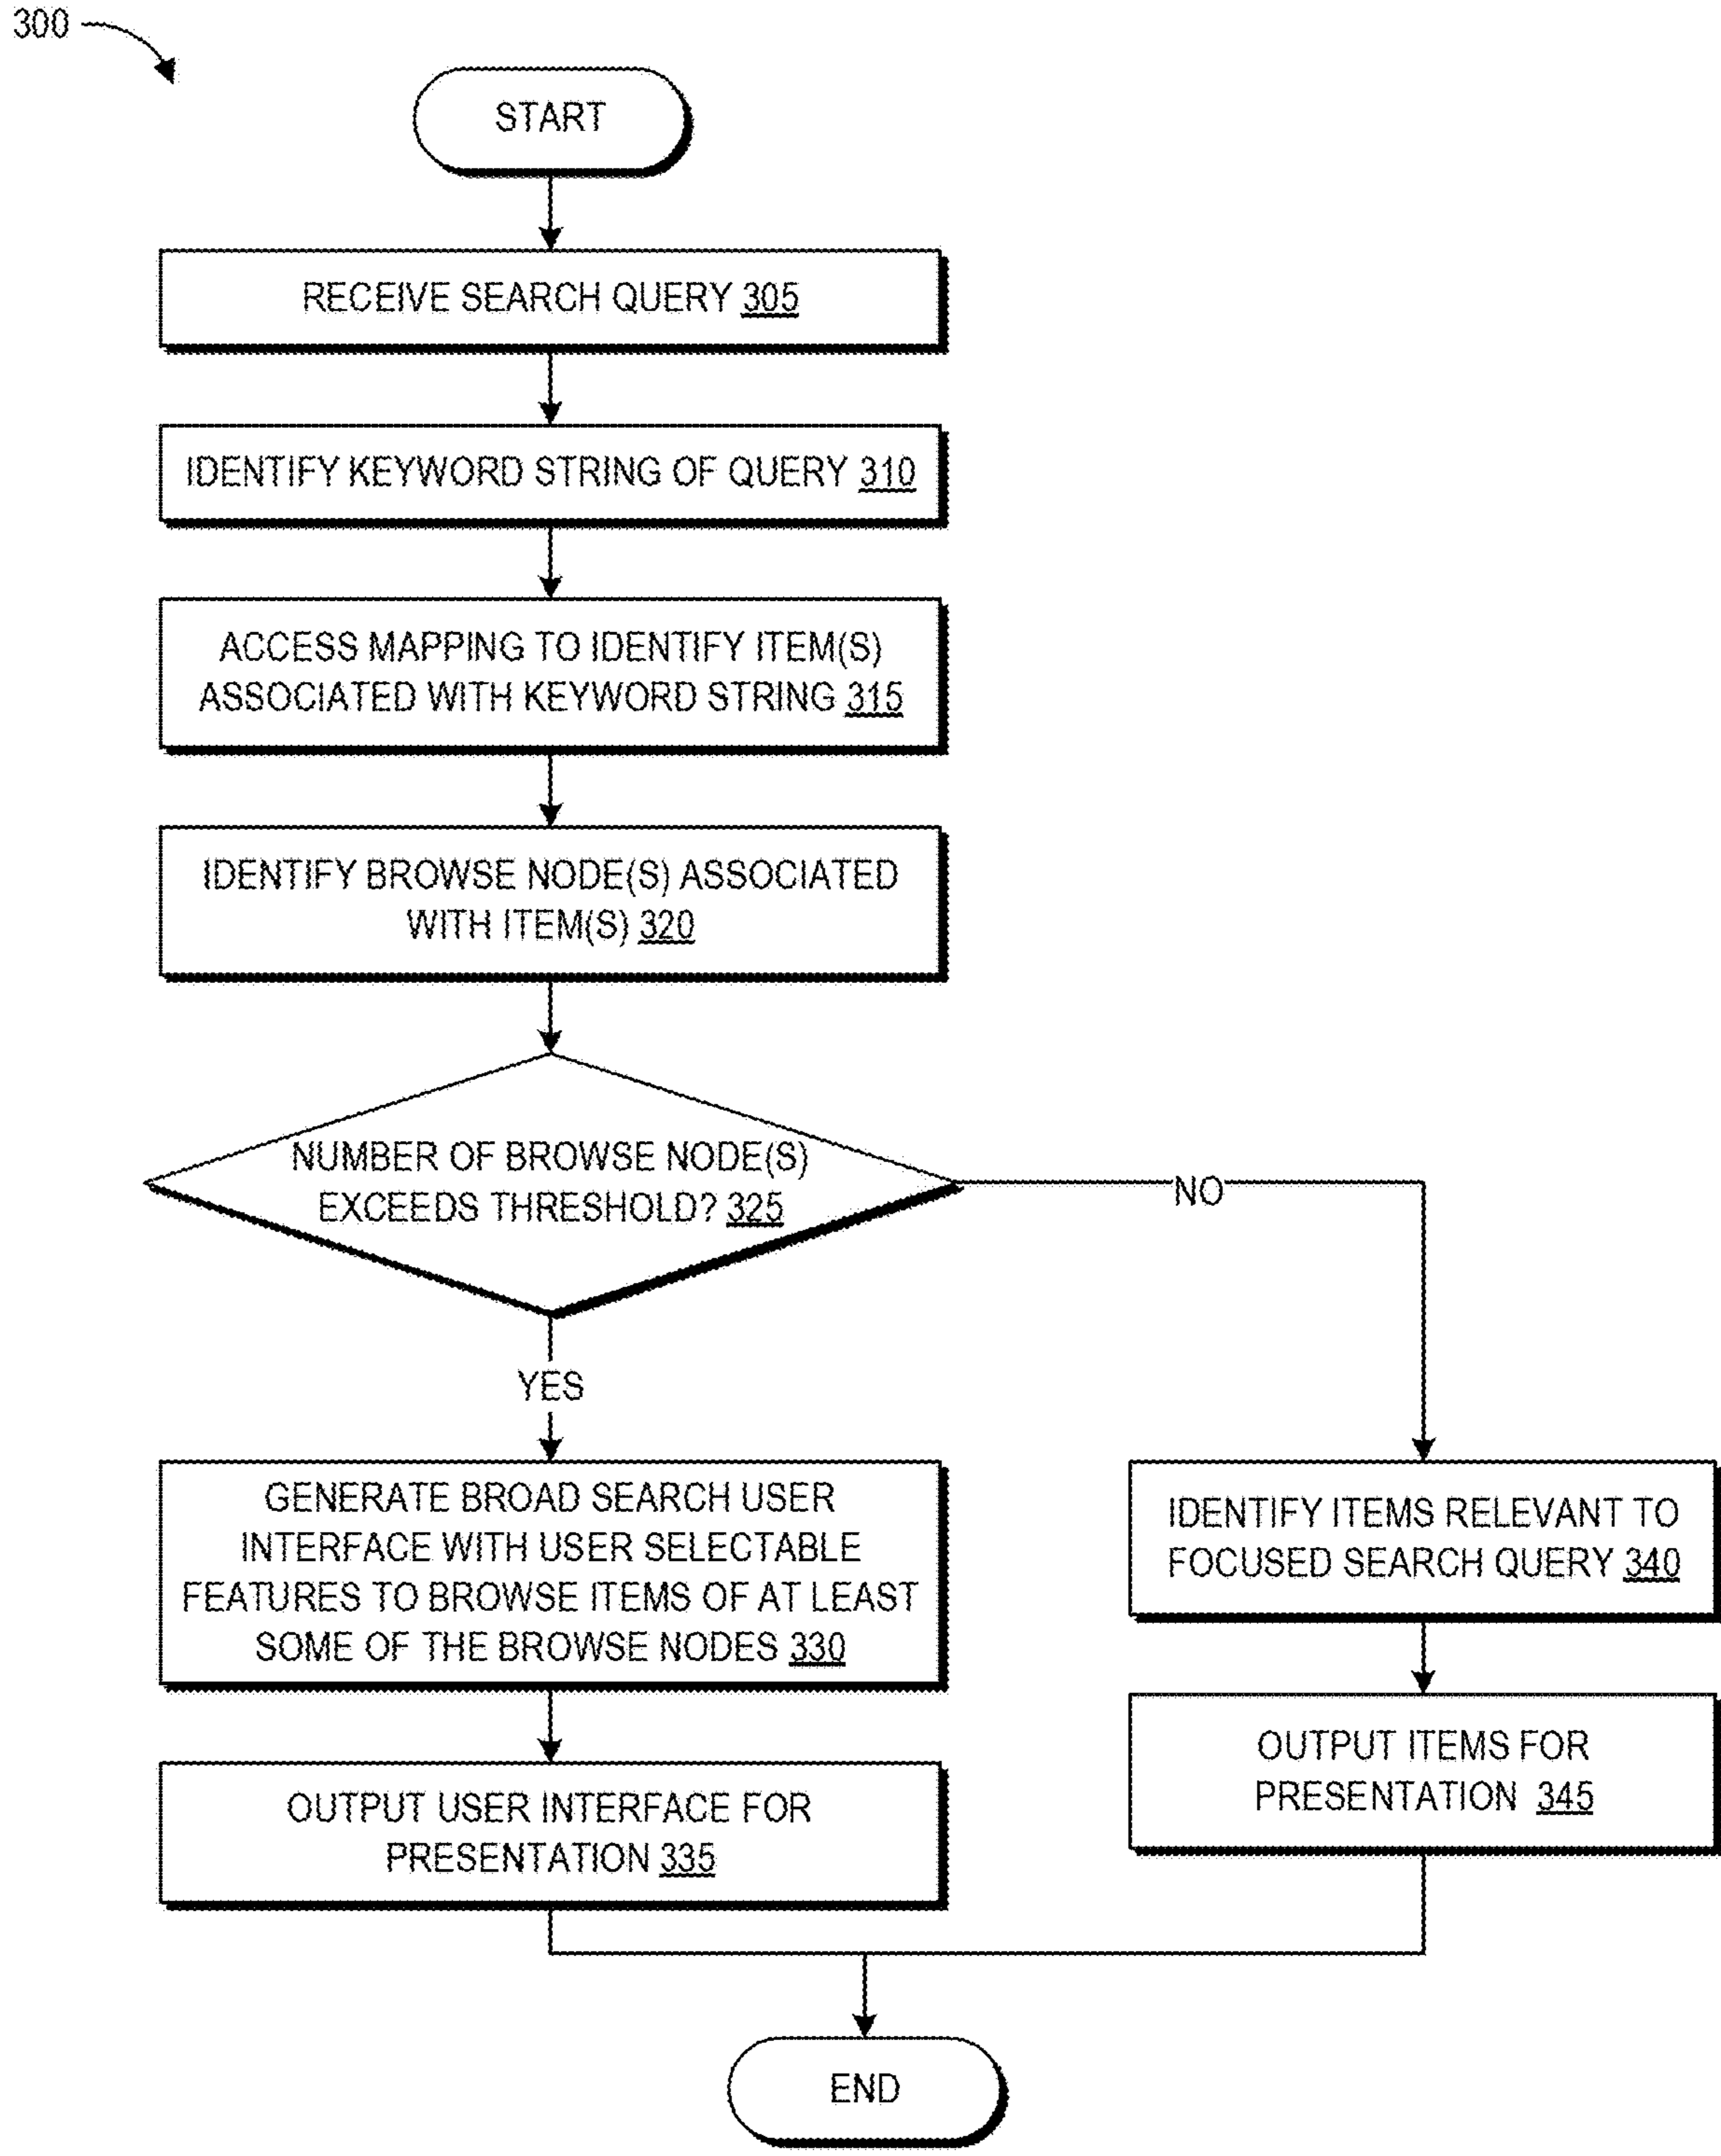 300
START
RECEIVE SEARCH QUERY 305
IDENTIFY KEYWORD STRING OF QUERY 310
ACCESS MAPPING TO IDENTIFY ITEM(S)
ASSOCIATED WITH KEYWORD STRING 315
IDENTIFY BROWSE NODE(S) ASSOCIATED
WITH ITEM(S) 320
NUMBER OF BROWSE NODE(S)
EXCEEDS THRESHOLD? 325
NO
YES
GENERATE BROAD SEARCH USER
INTERFACE WITH USER SELECTABLE
FEATURES TO BROWSE ITEMS OF AT LEAST
SOME OF THE BROWSE NODES 330
OUTPUT USER INTERFACE FOR
PRESENTATION 335
IDENTIFY ITEMS RELEVANT TO
FOCUSED SEARCH QUERY 340
OUTPUT ITEMS FOR
PRESENTATION 345
END